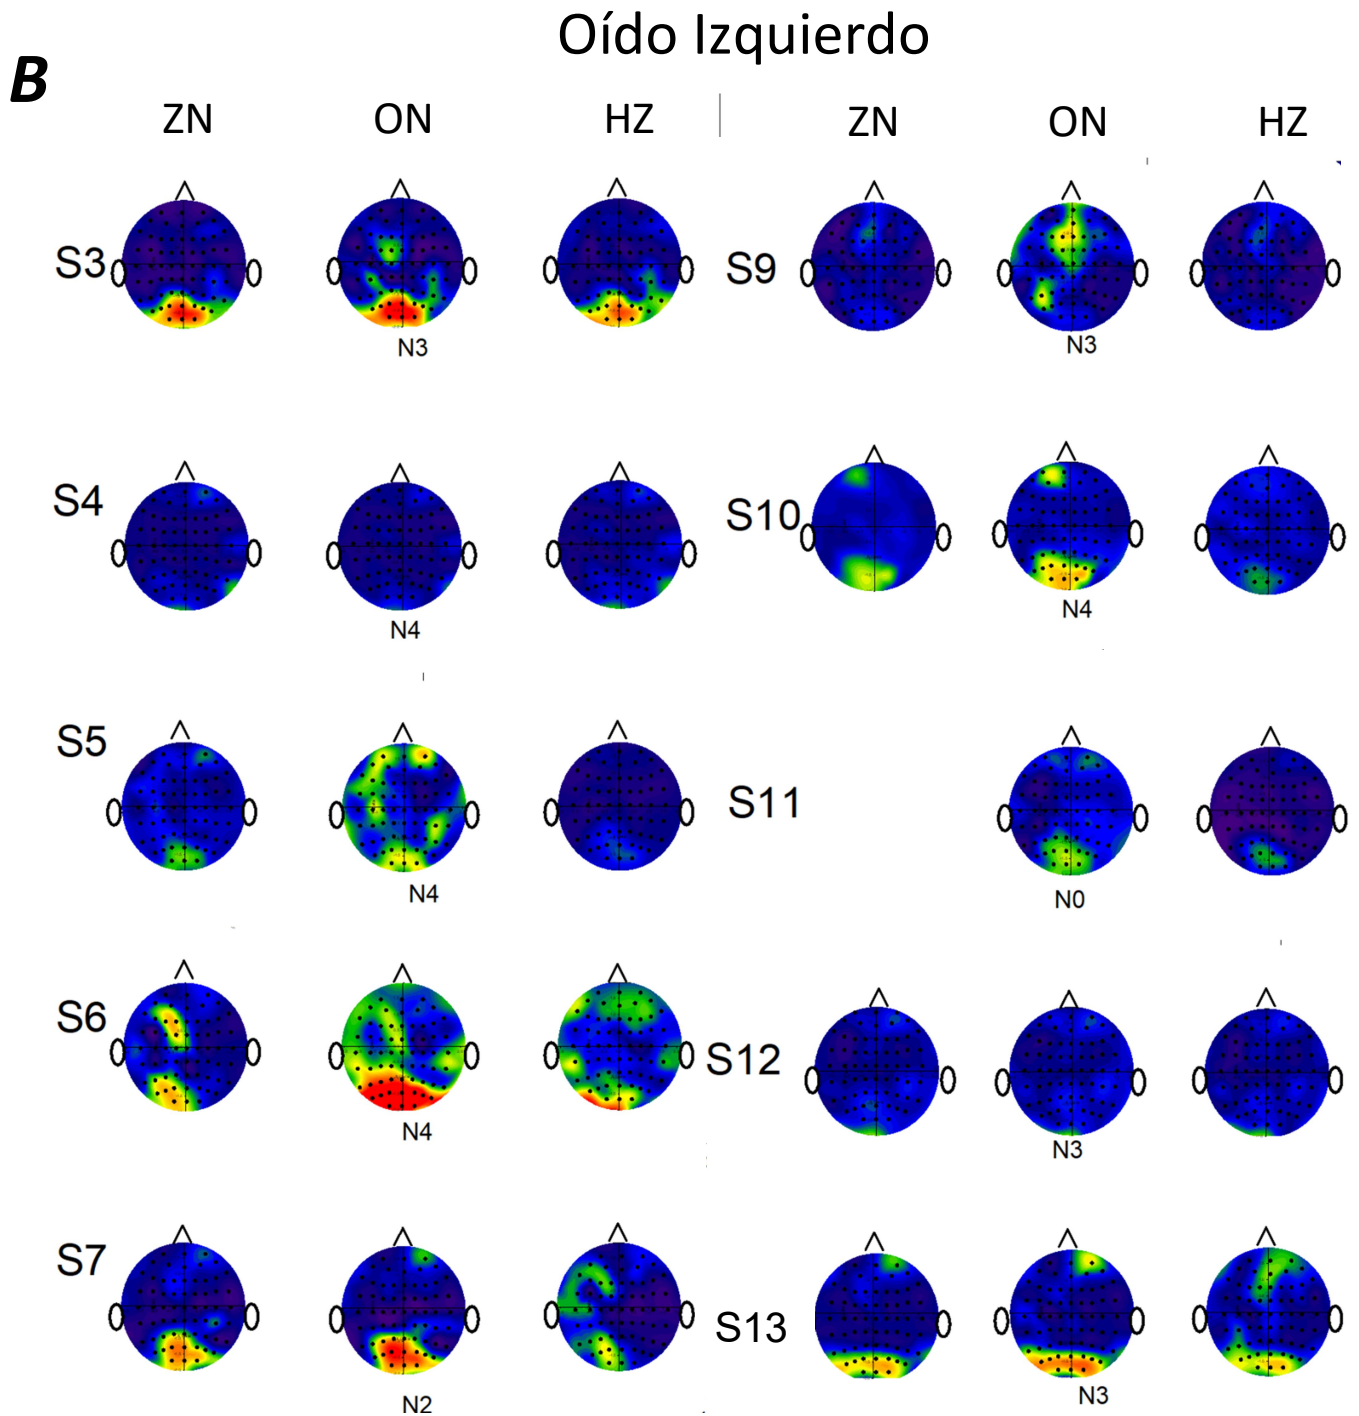 Oído Izquierdo
B
ZN ON HZ ZN ON HZ
S3 S9
N3 N3
S4 S10
N4 N4
S5 S11
N4 N0
S6 S12
N4 N3
S7 S13
N2 N3